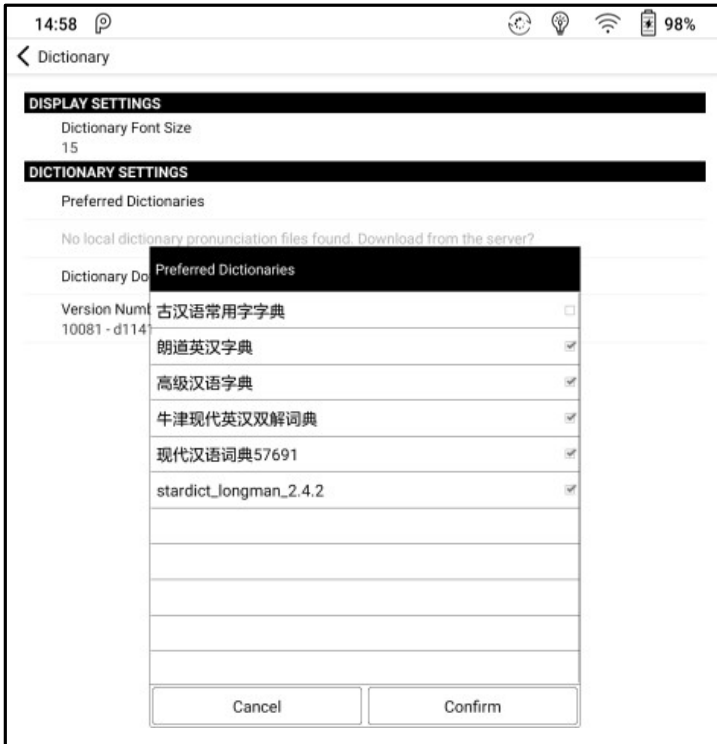 14:58
98%
Dictionary
DISPLAY SETTINGS
Dictionary Font Size
15
DICTIONARY SETTINGS
Preferred Dictionaries
No local dictionary pronunciation files found. Download from the server?
Dictionary Do
Version Numb
10081 - d1141
Preferred Dictionaries
古汉语常用字字典
朗道英汉字典
高级汉语字典
牛津现代英汉双解词典
现代汉语词典57691
stardict_longman_2.4.2
Cancel
Confirm